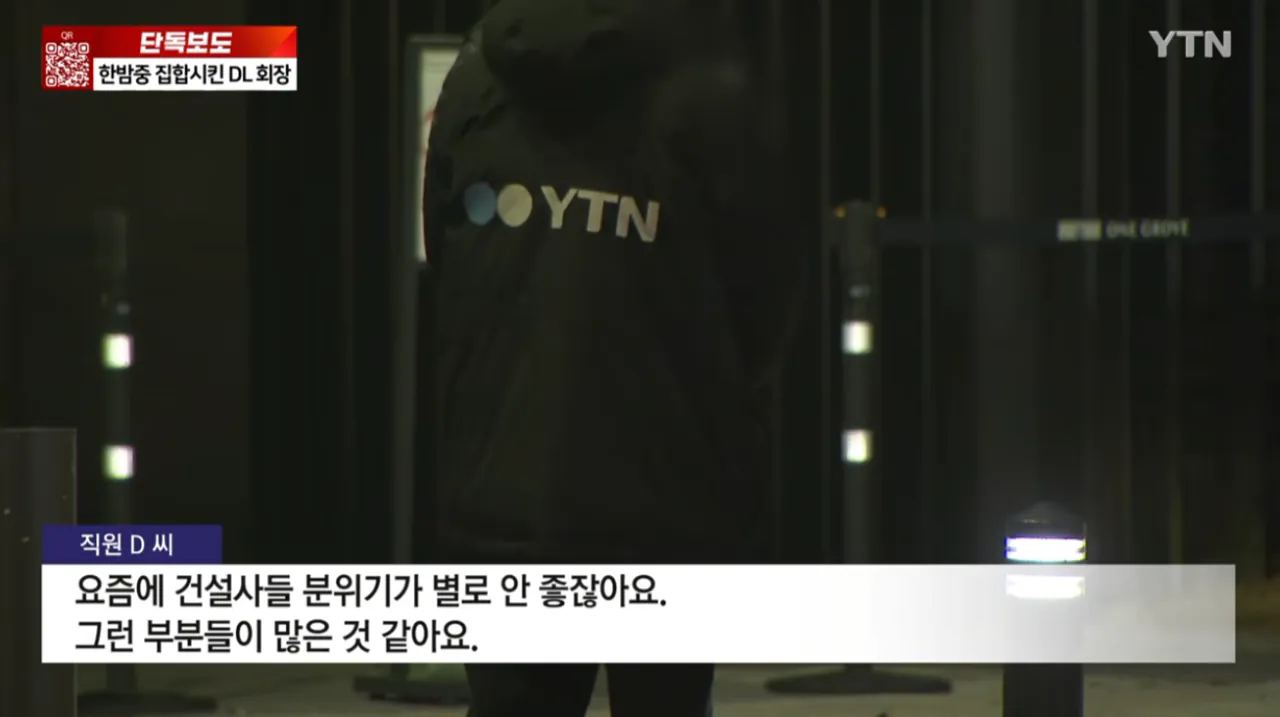 QR
단독보도
한밤중 집합시킨 DL 회장
YTN
YTN
ONE GROVE
직원 D 씨
요즘에 건설사들 분위기가 별로 안 좋잖아요.
그런 부분들이 많은 것 같아요.